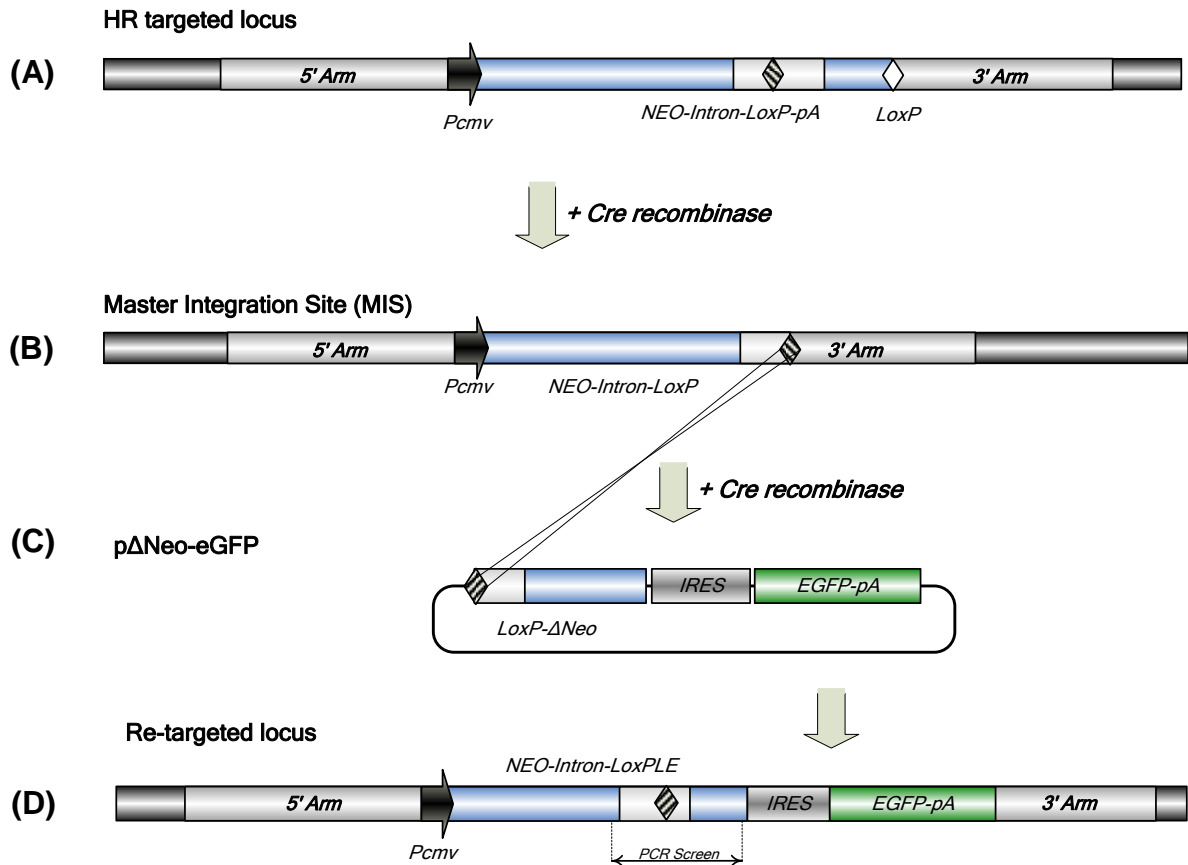 HR targeted locus
(A)
5' Arm
3' Arm
Pcmv
NEO-Intron-LoxP-pA
LoxP
+ Cre recombinase
Master Integration Site (MIS)
(B)
5' Arm
3' Arm
Pcmv
NEO-Intron-LoxP
+ Cre recombinase
(C)
pΔNeo-eGFP
IRES
EGFP-pA
LoxP-ΔNeo
Re-targeted locus
NEO-Intron-LoxPLE
(D)
5' Arm
IRES
EGFP-pA
3' Arm
Pcmv
PCR Screen